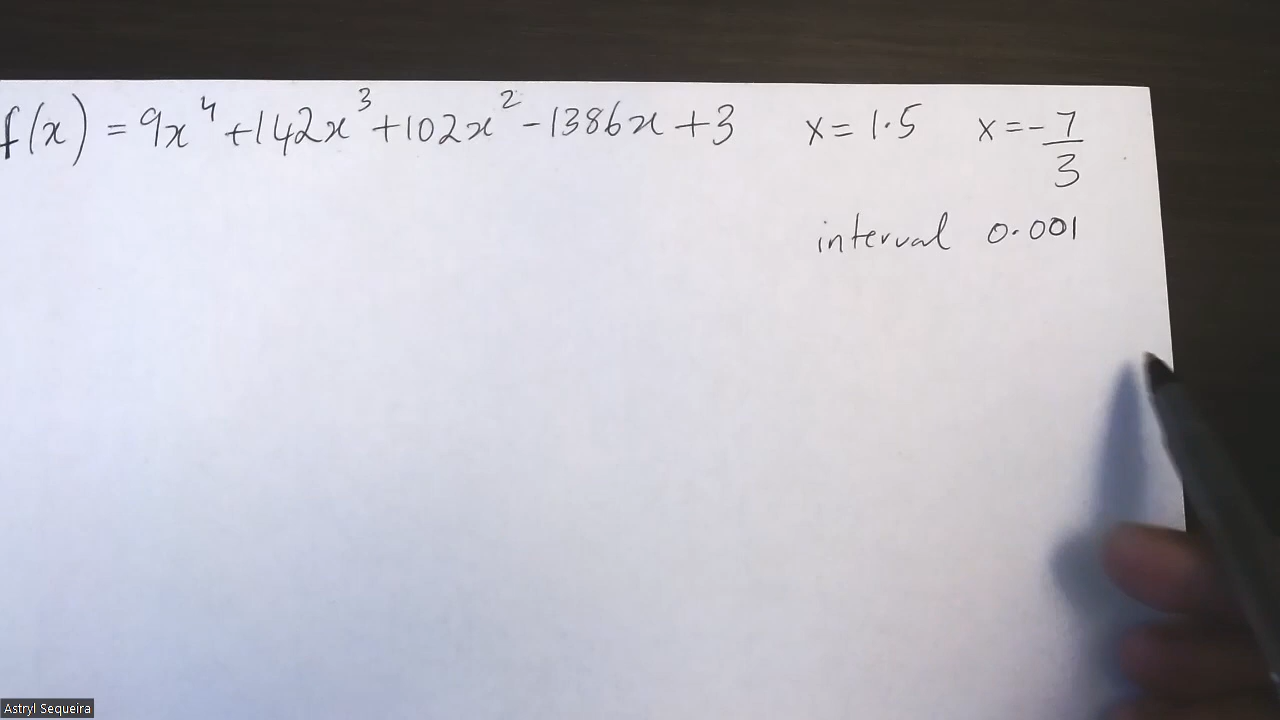 f(x) = 9x⁴ + 142x³ + 102x² - 1386x + 3 x = 1.5 x = -7/3
interval 0.001
Astryl Sequeira